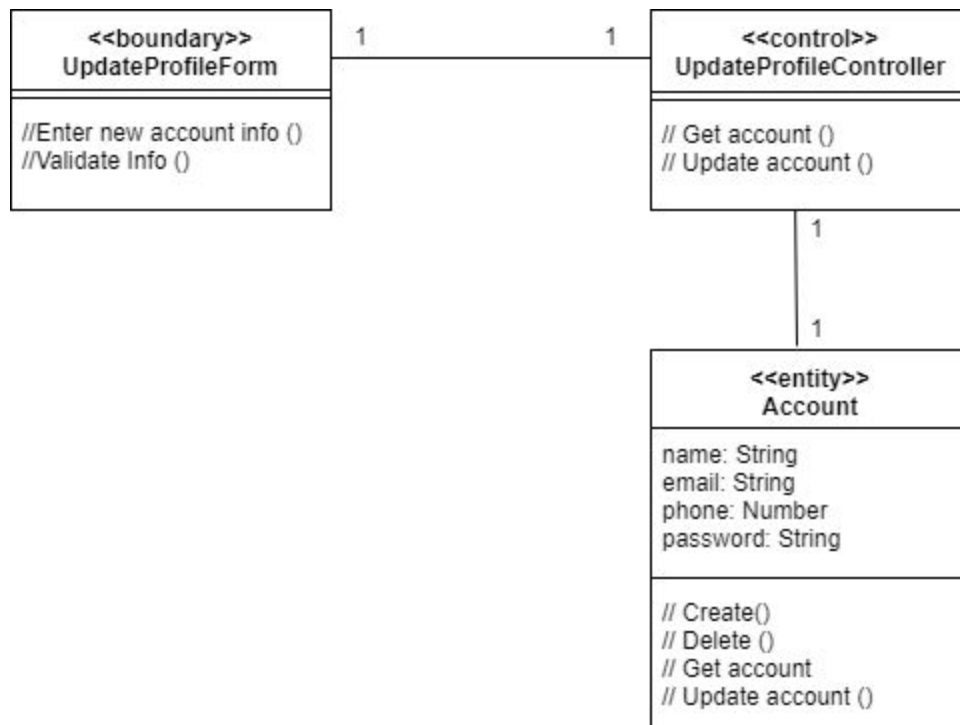 <<boundary>>
UpdateProfileForm
//Enter new account info ()
//Validate Info ()
1
1
<<control>>
UpdateProfileController
// Get account ()
// Update account ()
1
1
<<entity>>
Account
name: String
email: String
phone: Number
password: String
// Create()
// Delete ()
// Get account
// Update account ()